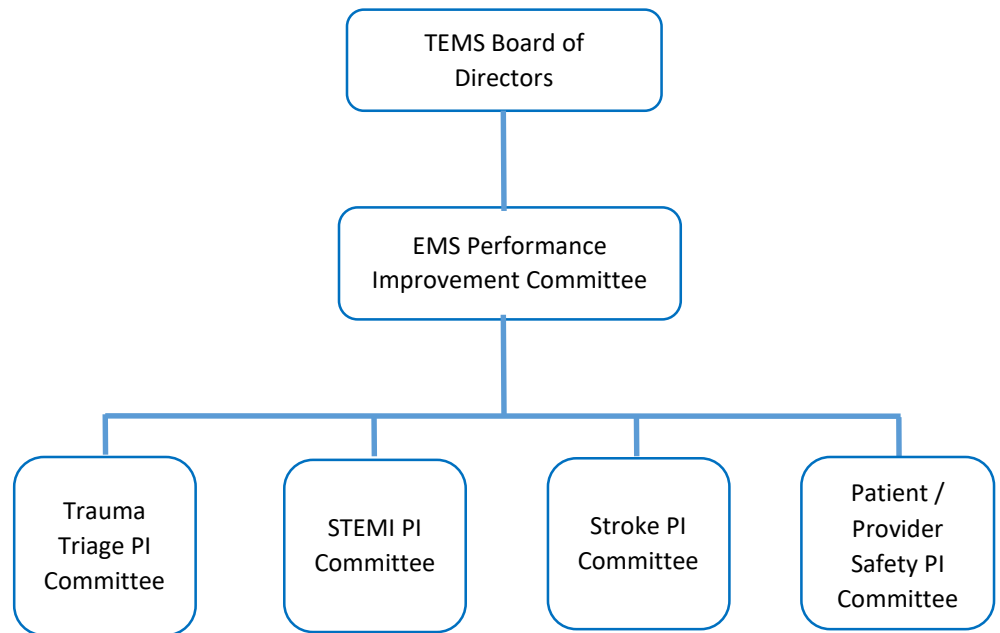 TEMS Board of
Directors
EMS Performance
Improvement Committee
Trauma
Triage PI
Committee
STEMI PI
Committee
Stroke PI
Committee
Patient /
Provider
Safety PI
Committee